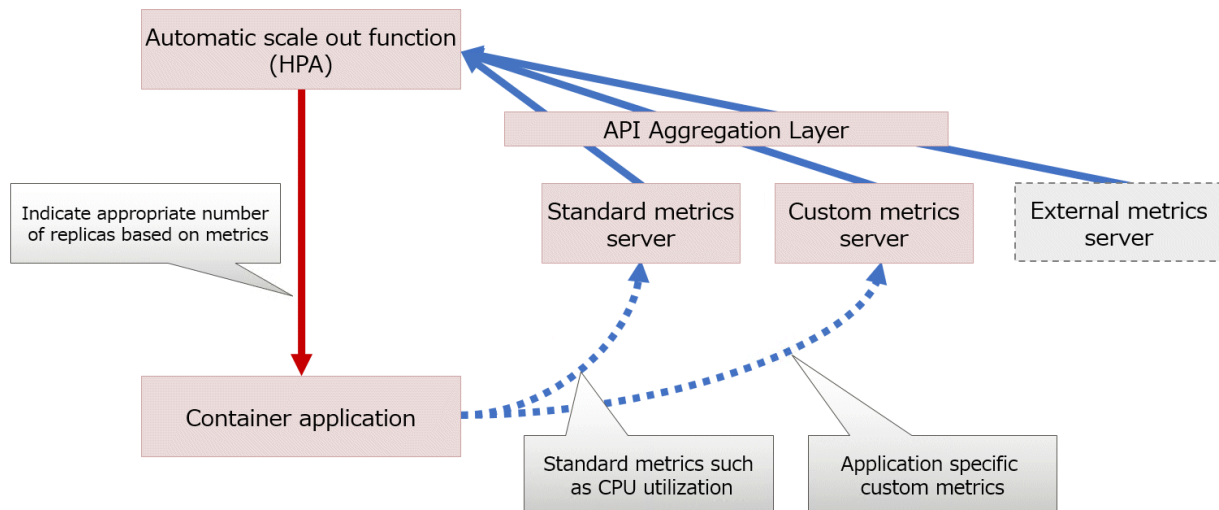 Automatic scale out function
(HPA)
API Aggregation Layer
Indicate appropriate number
of replicas based on metrics
Standard metrics
server
Custom metrics
server
External metrics
server
Container application
Standard metrics such
as CPU utilization
Application specific
custom metrics